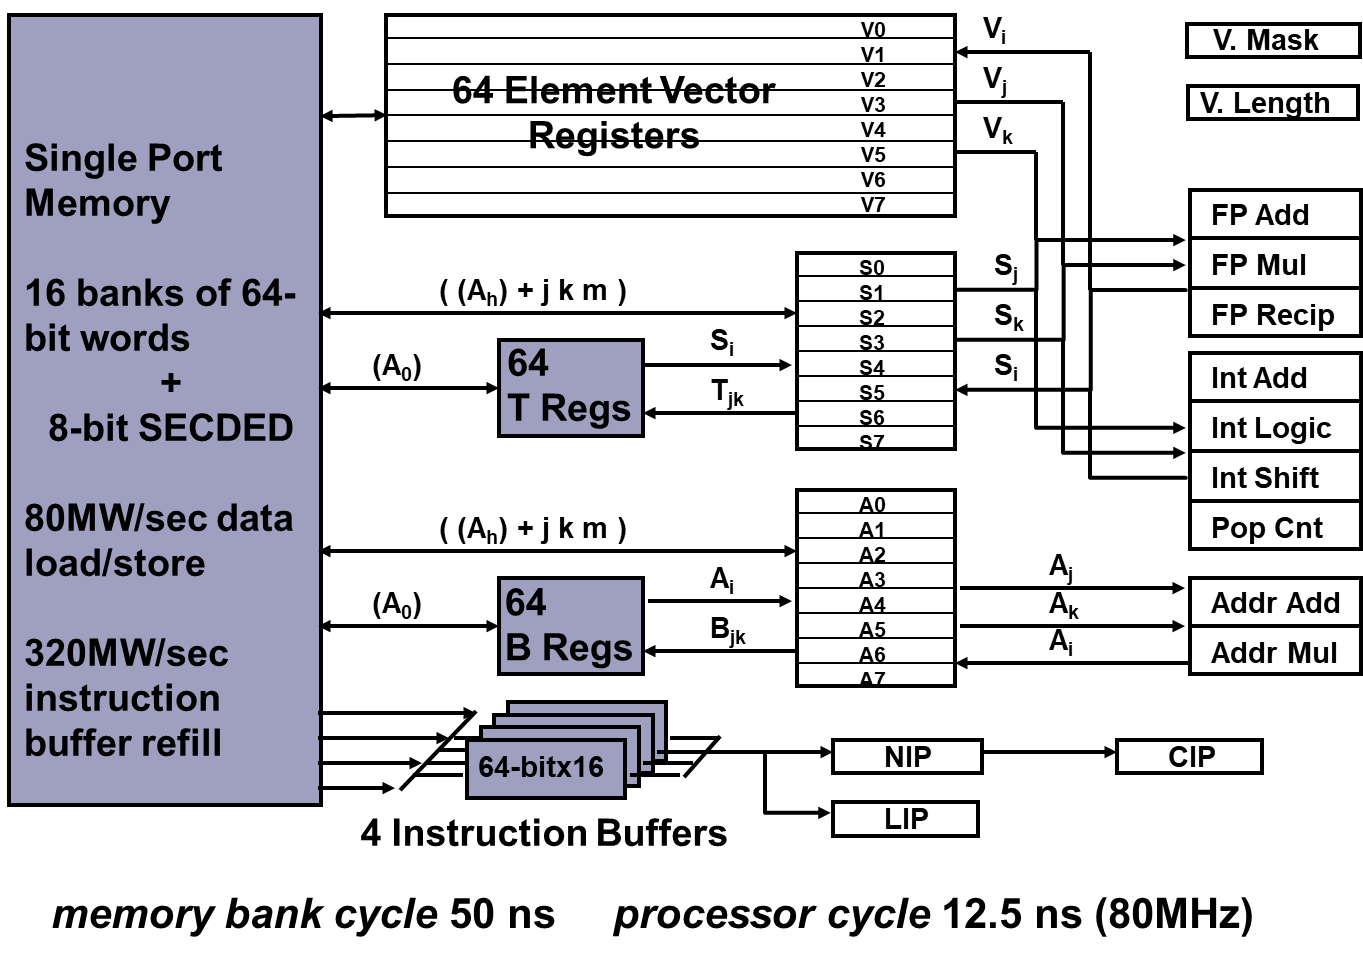 Single Port
Memory
16 banks of 64-
bit words
+
8-bit SECDED
80MW/sec data
load/store
320MW/sec
instruction
buffer refill
64 Element Vector
Registers
V0
V1
V2
V3
V4
V5
V6
V7
Vi
Vj
Vk
V. Mask
V. Length
FP Add
FP Mul
FP Recip
( (Ah) + j k m )
(A0)
64
T Regs
Si
Tjk
S0
S1
S2
S3
S4
S5
S6
S7
Sj
Sk
Si
Int Add
Int Logic
Int Shift
Pop Cnt
( (Ah) + j k m )
(A0)
64
B Regs
Ai
Bjk
A0
A1
A2
A3
A4
A5
A6
A7
Aj
Ak
Ai
Addr Add
Addr Mul
64-bitx16
4 Instruction Buffers
NIP
CIP
LIP
memory bank cycle 50 ns processor cycle 12.5 ns (80MHz)